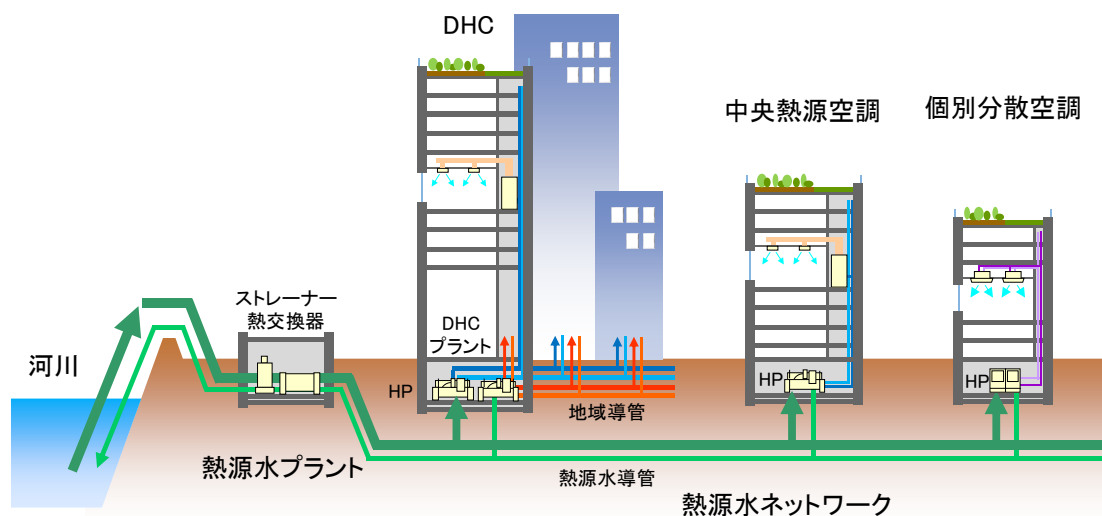 DHC
中央熱源空調
個別分散空調
ストレーナー
熱交換器
河川
DHC
プラント
HP
HP
HP
地域導管
熱源水プラント
熱源水導管
熱源水ネットワーク